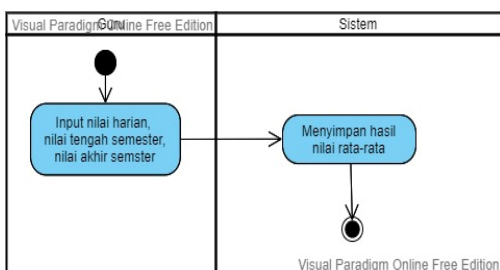 Visual Paradigm Online Free Edition
Guru
Sistem
Input nilai harian,
nilai tengah semester,
nilai akhir semster
Menyimpan hasil
nilai rata-rata
Visual Paradigm Online Free Edition